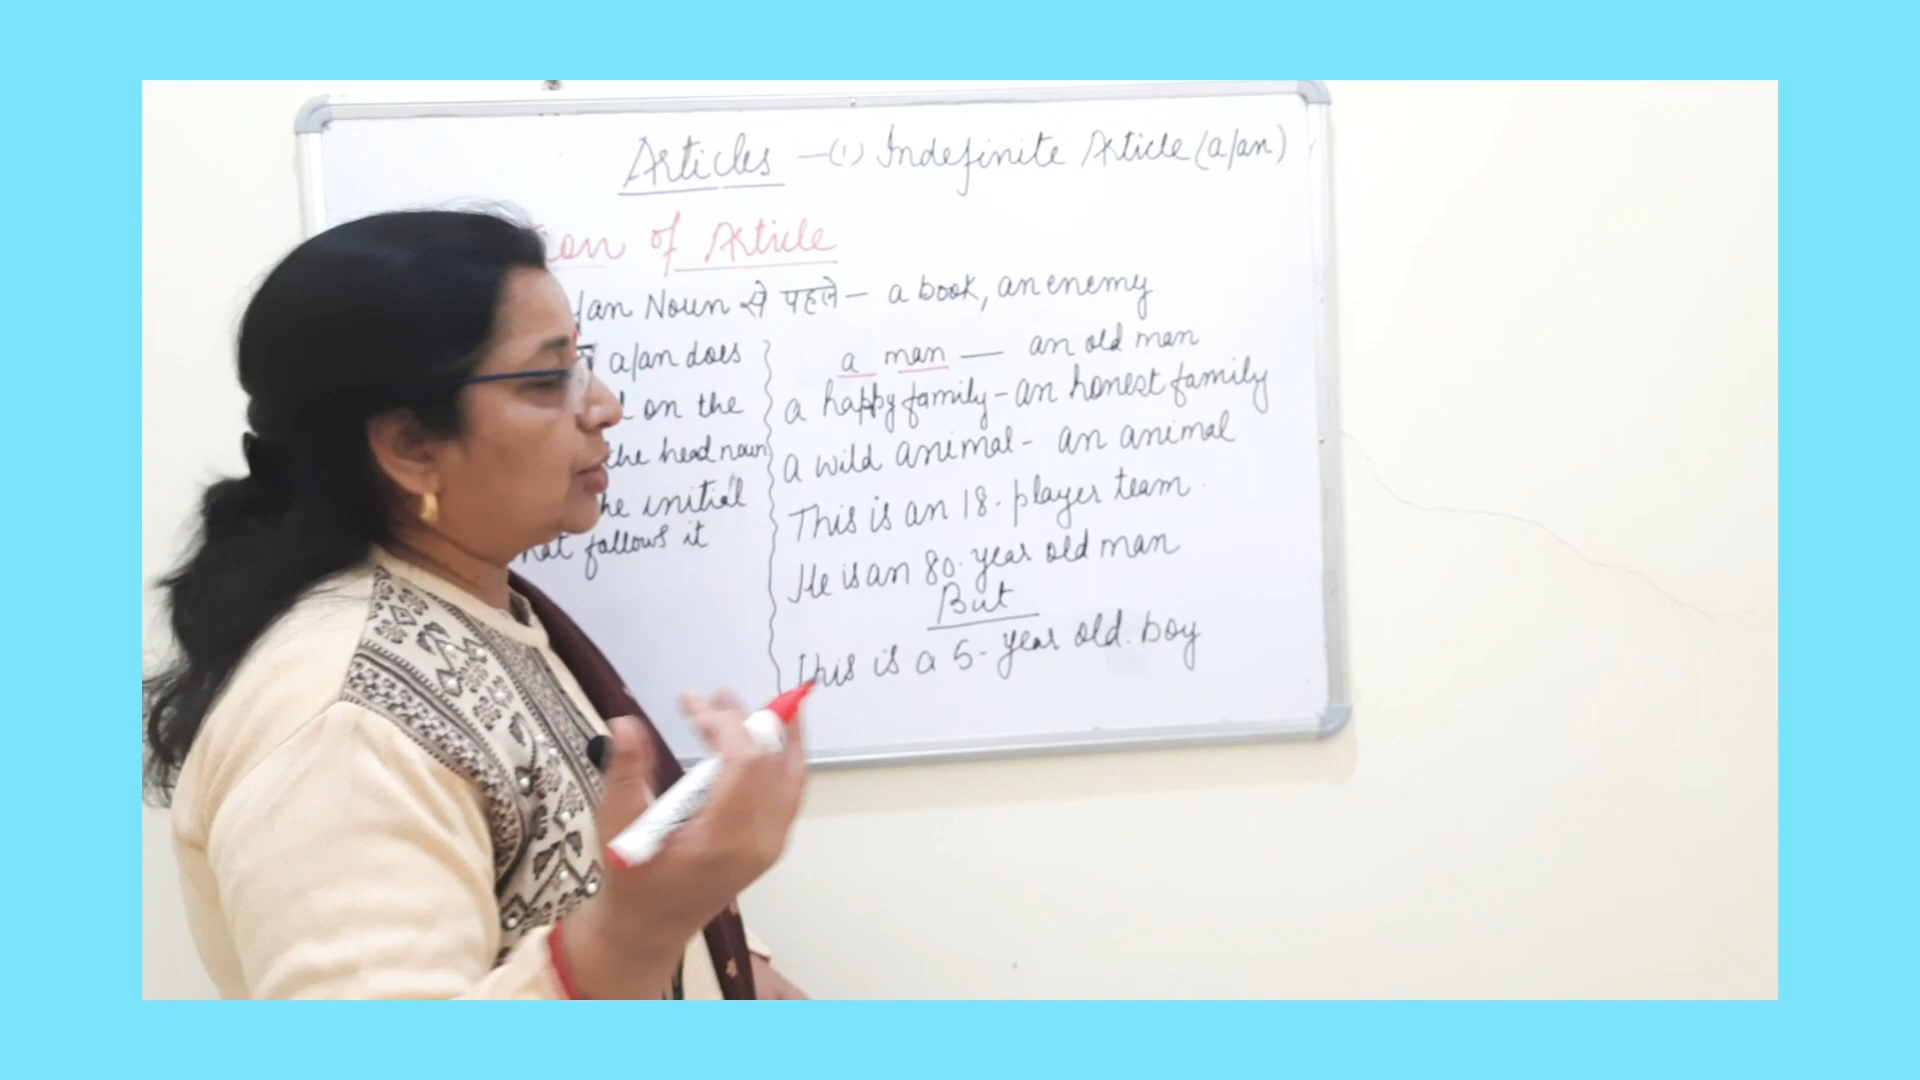 Articles — (1) Indefinite Article (a/an)
of Article
/an Noun से पहले — a book, an enemy
a/an does
on the
the head noun
the initial
that follows it
a man — an old man
a happy family - an honest family
a wild animal - an animal
This is an 18-player team
He is an 80-year old man
But
This is a 5-year old boy